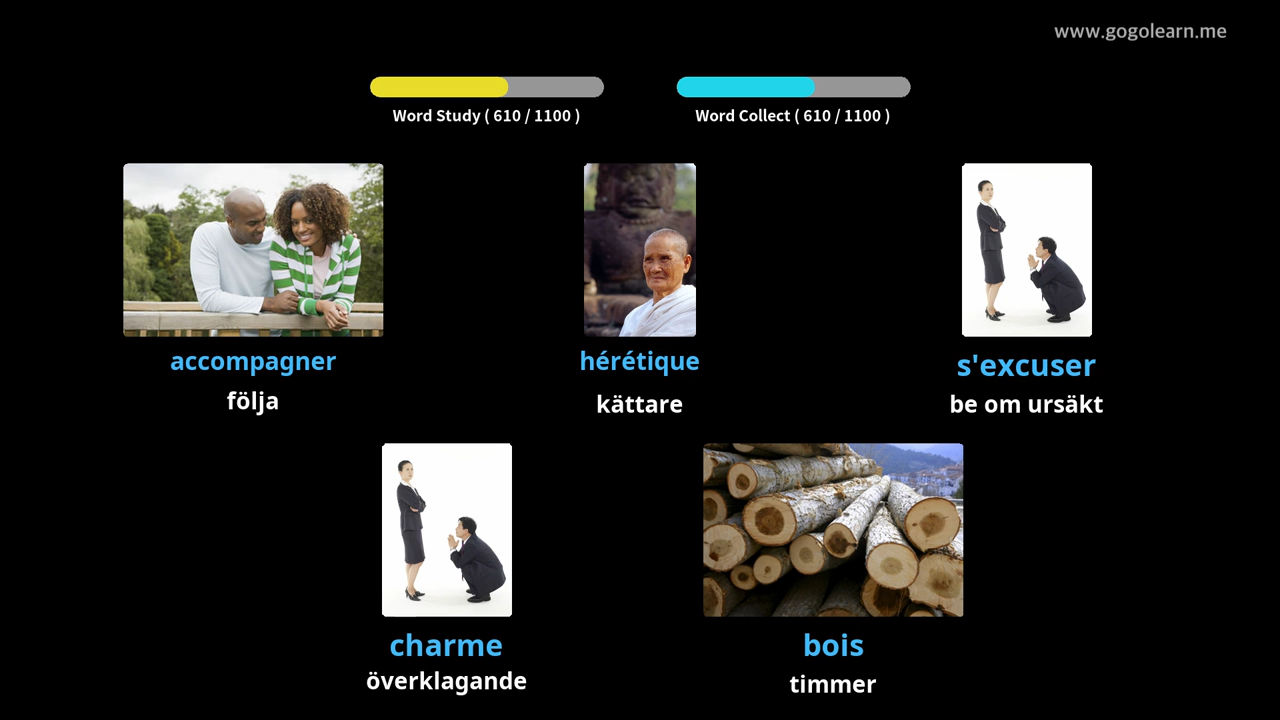 www.gogolearn.me
Word Study ( 610 / 1100 )
Word Collect ( 610 / 1100 )
accompagner
följa
hérétique
kättare
s'excuser
be om ursäkt
charme
överklagande
bois
timmer